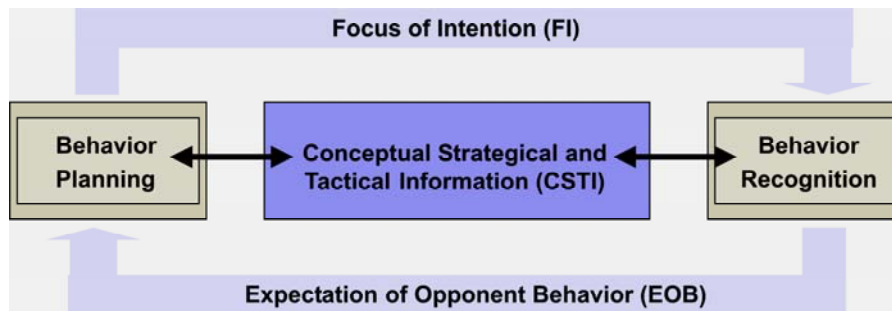 Focus of Intention (FI)
Behavior
Planning
Conceptual Strategical and
Tactical Information (CSTI)
Behavior
Recognition
Expectation of Opponent Behavior (EOB)